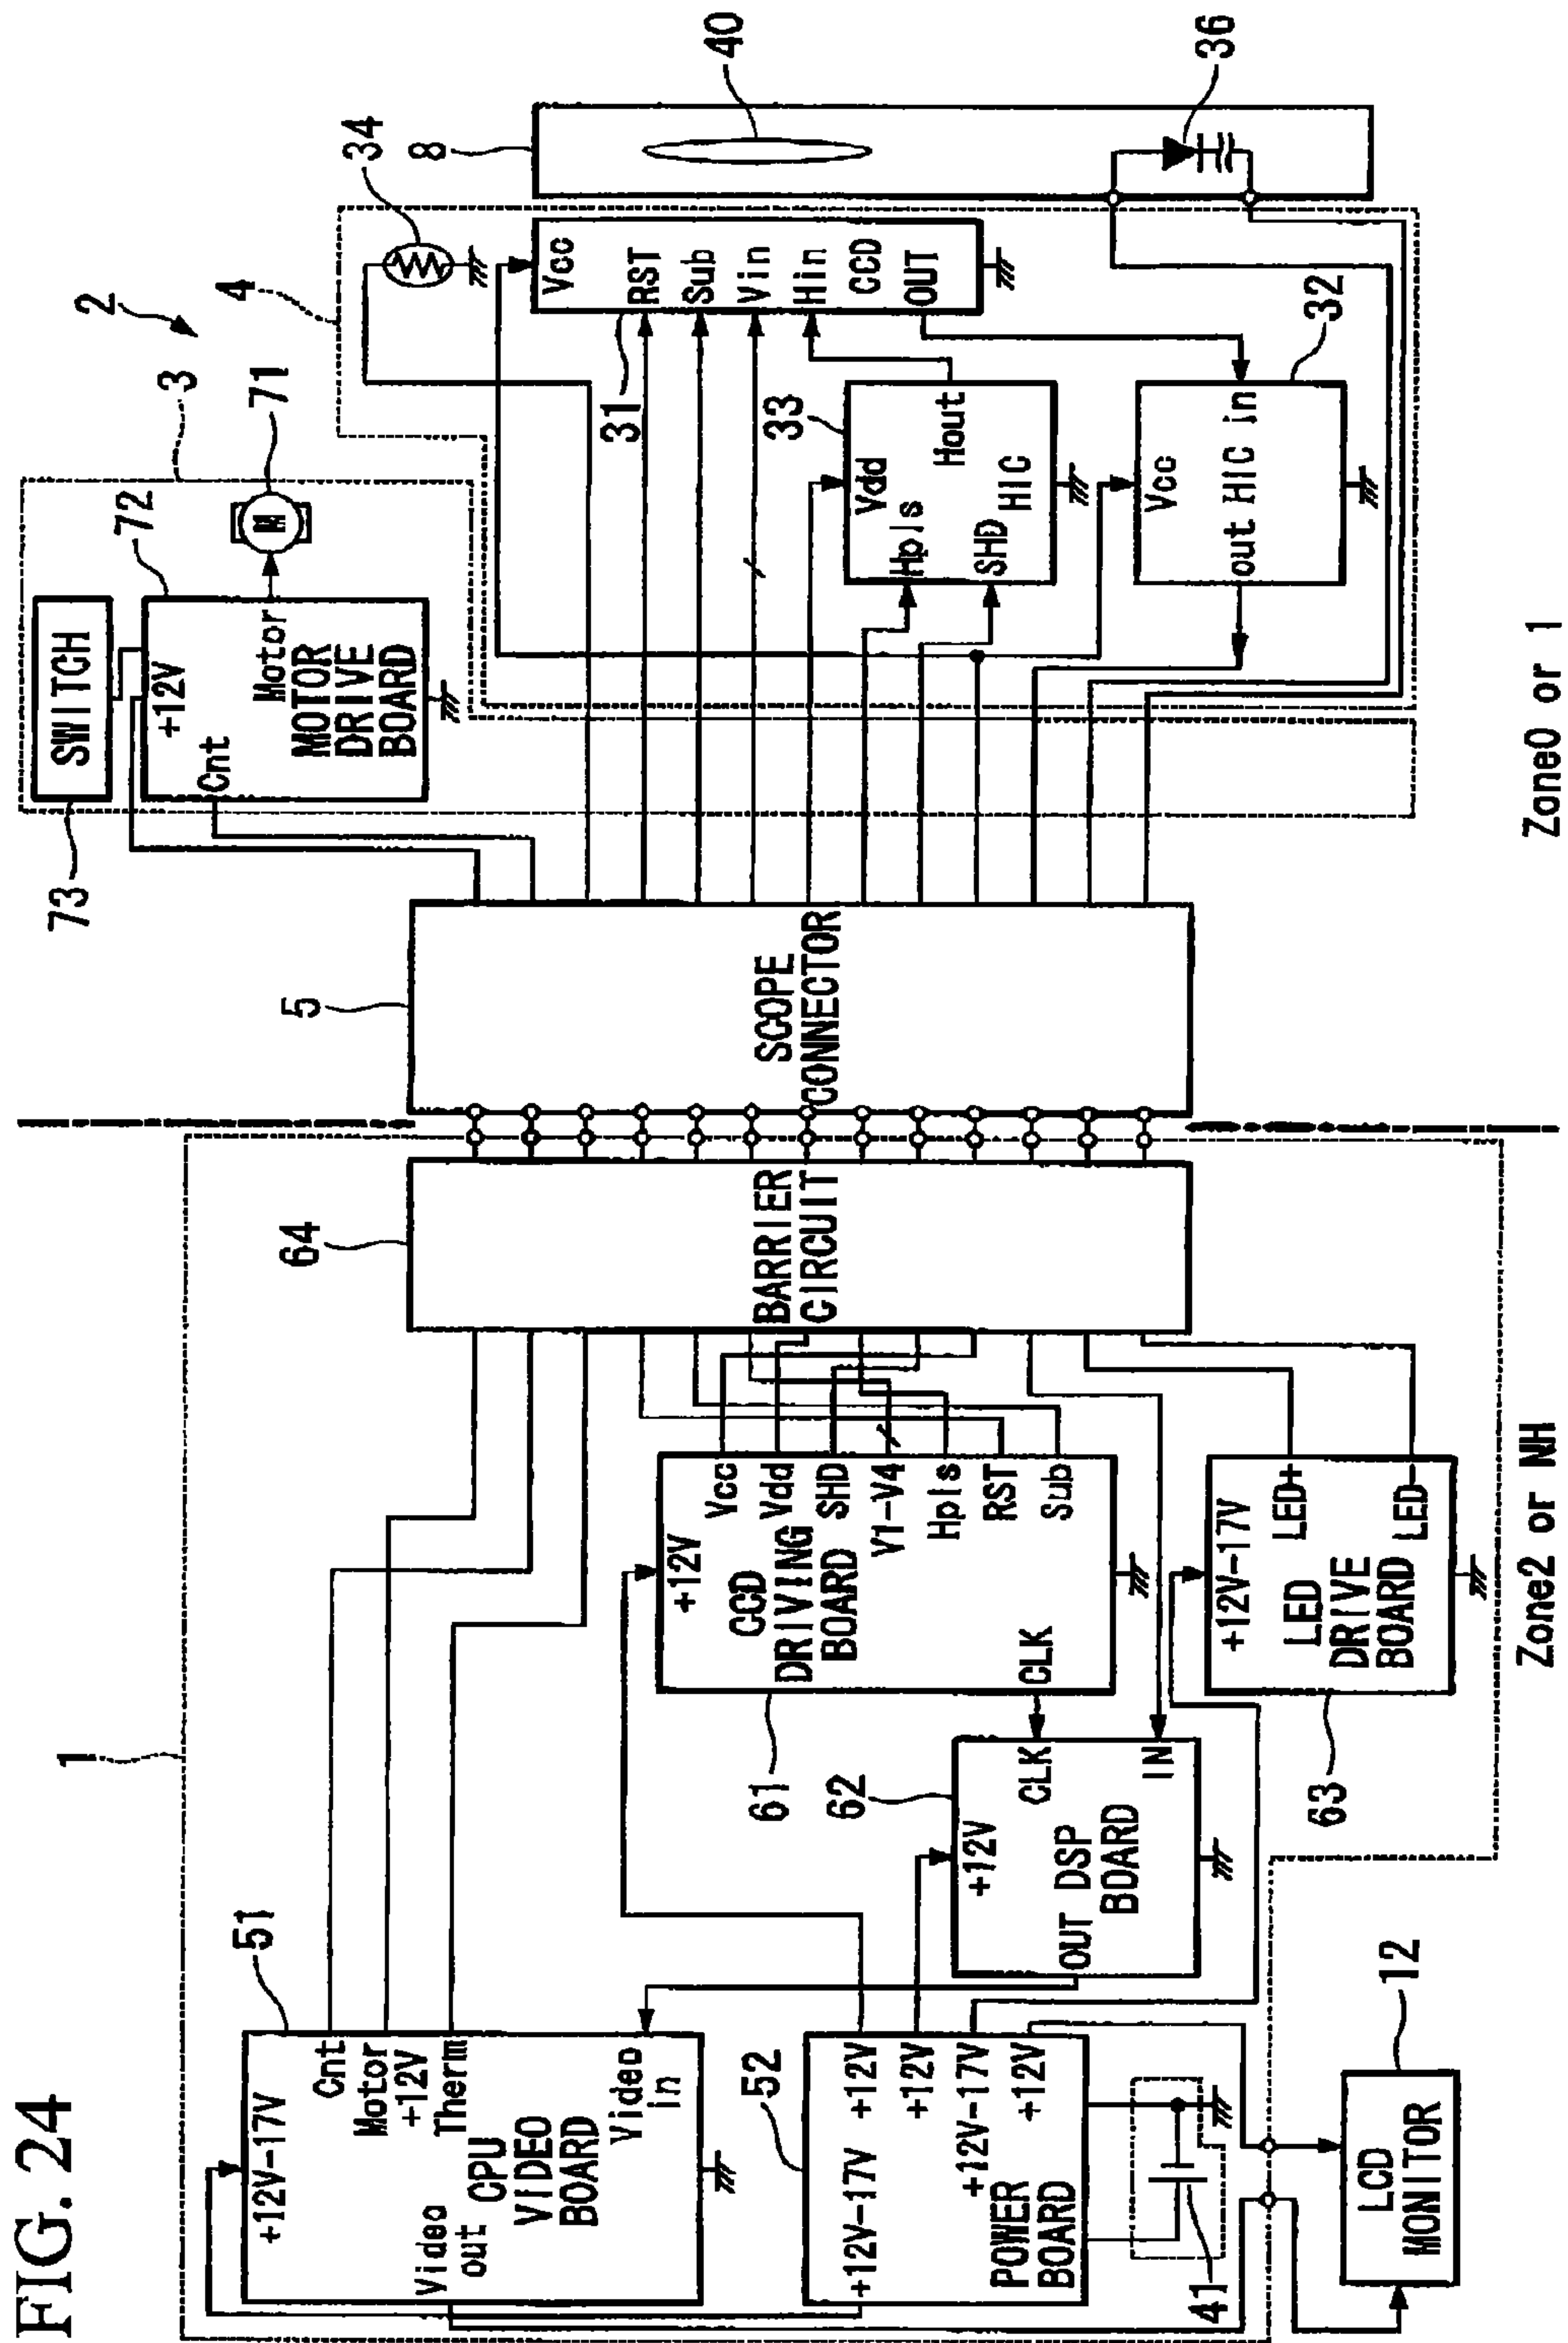 FIG. 24
1
51
+12V-17V
Cnt
Motor
+12V
Therm
CPU
VIDEO
BOARD
Video
out
Video
in
52
+12V-17V
+12V
+12V
+12V-17V
+12V
POWER
BOARD
41
12
LCD
MONITOR
62
+12V
CLK
IN
OUT
DSP
BOARD
61
+12V
CCD
DRIVING
BOARD
Vcc
Vdd
SHD
V1-V4
Hpls
RST
Sub
CLK
63
+12V-17V
LED+
LED
DRIVE
BOARD
LED-
Zone2 or NH
64
BARRIER
CIRCUIT
5
SCOPE
CONNECTOR
2
3
73
SWITCH
72
+12V
Cnt
Motor
MOTOR
DRIVE
BOARD
71
M
4
34
8
40
36
31
Vcc
RST
Sub
Vin
Hin
CCD
OUT
33
Vdd
Hpls
Hout
SHD
HIC
32
Vcc
out HIC in
Zone0 or 1